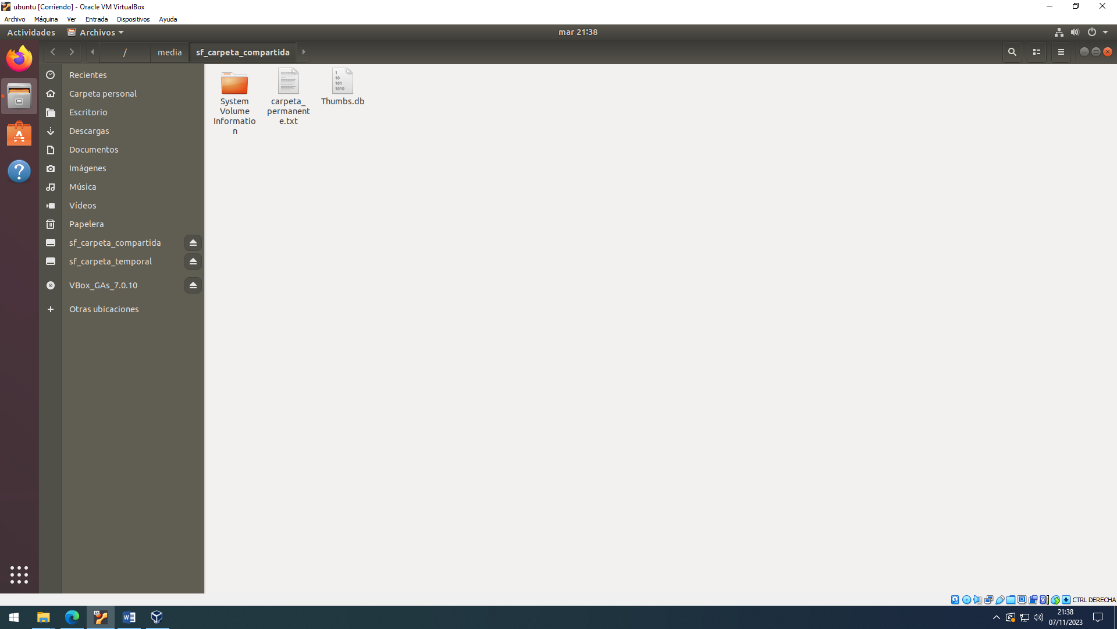 ubuntu [Corriendo] - Oracle VM VirtualBox
Archivo Máquina Ver Entrada Dispositivos Ayuda
Actividades Archivos mar 21:38
/ media sf_carpeta_compartida
Recientes
Carpeta personal
Escritorio
Descargas
Documentos
Imágenes
Música
Vídeos
Papelera
sf_carpeta_compartida
sf_carpeta_temporal
VBox_GAs_7.0.10
Otras ubicaciones
System
Volume
Informatio
n
carpeta_
permanent
e.txt
Thumbs.db
CTRL DERECHA
21:38
07/11/2023